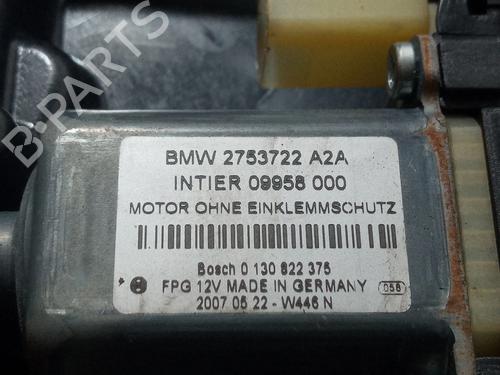 BMW 2753722 A2A
INTIER 09958 000
MOTOR OHNE EINKLEMMSCHUTZ
Bosch 0 130 822 375
FPG 12V MADE IN GERMANY
2007 05 22 - W446 N
058
B-PARTS